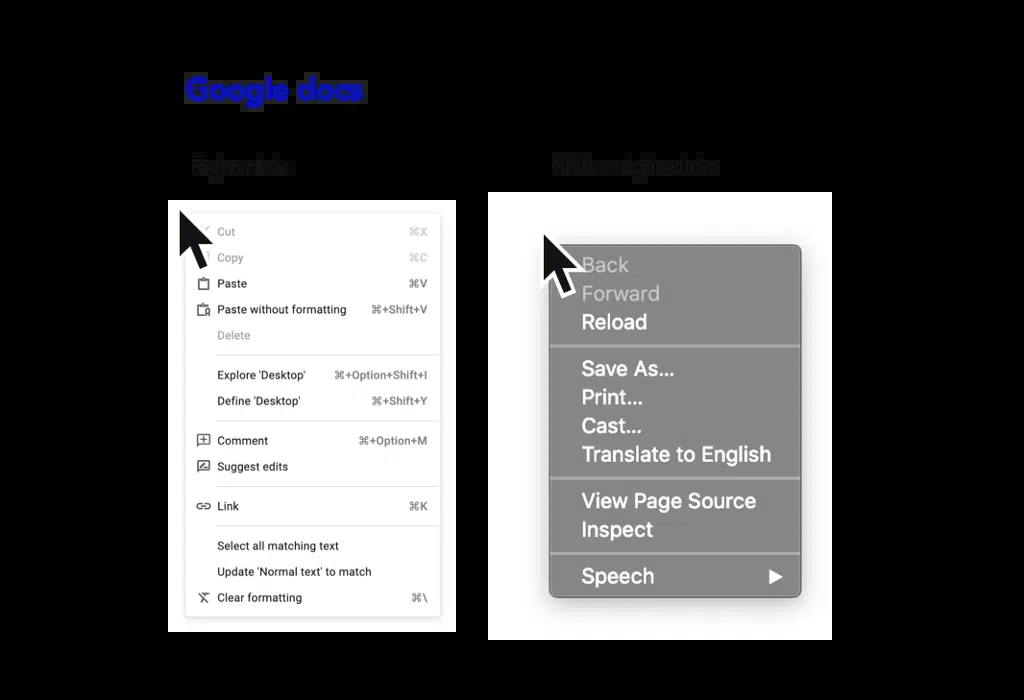 Google docs
Right click
Shift + right click
Cut ⌘X
Copy ⌘C
Paste ⌘V
Paste without formatting ⌘+Shift+V
Delete
Explore 'Desktop' ⌘+Option+Shift+I
Define 'Desktop' ⌘+Shift+Y
Comment ⌘+Option+M
Suggest edits
Link ⌘K
Select all matching text
Update 'Normal text' to match
Clear formatting ⌘\
Back
Forward
Reload
Save As...
Print...
Cast...
Translate to English
View Page Source
Inspect
Speech